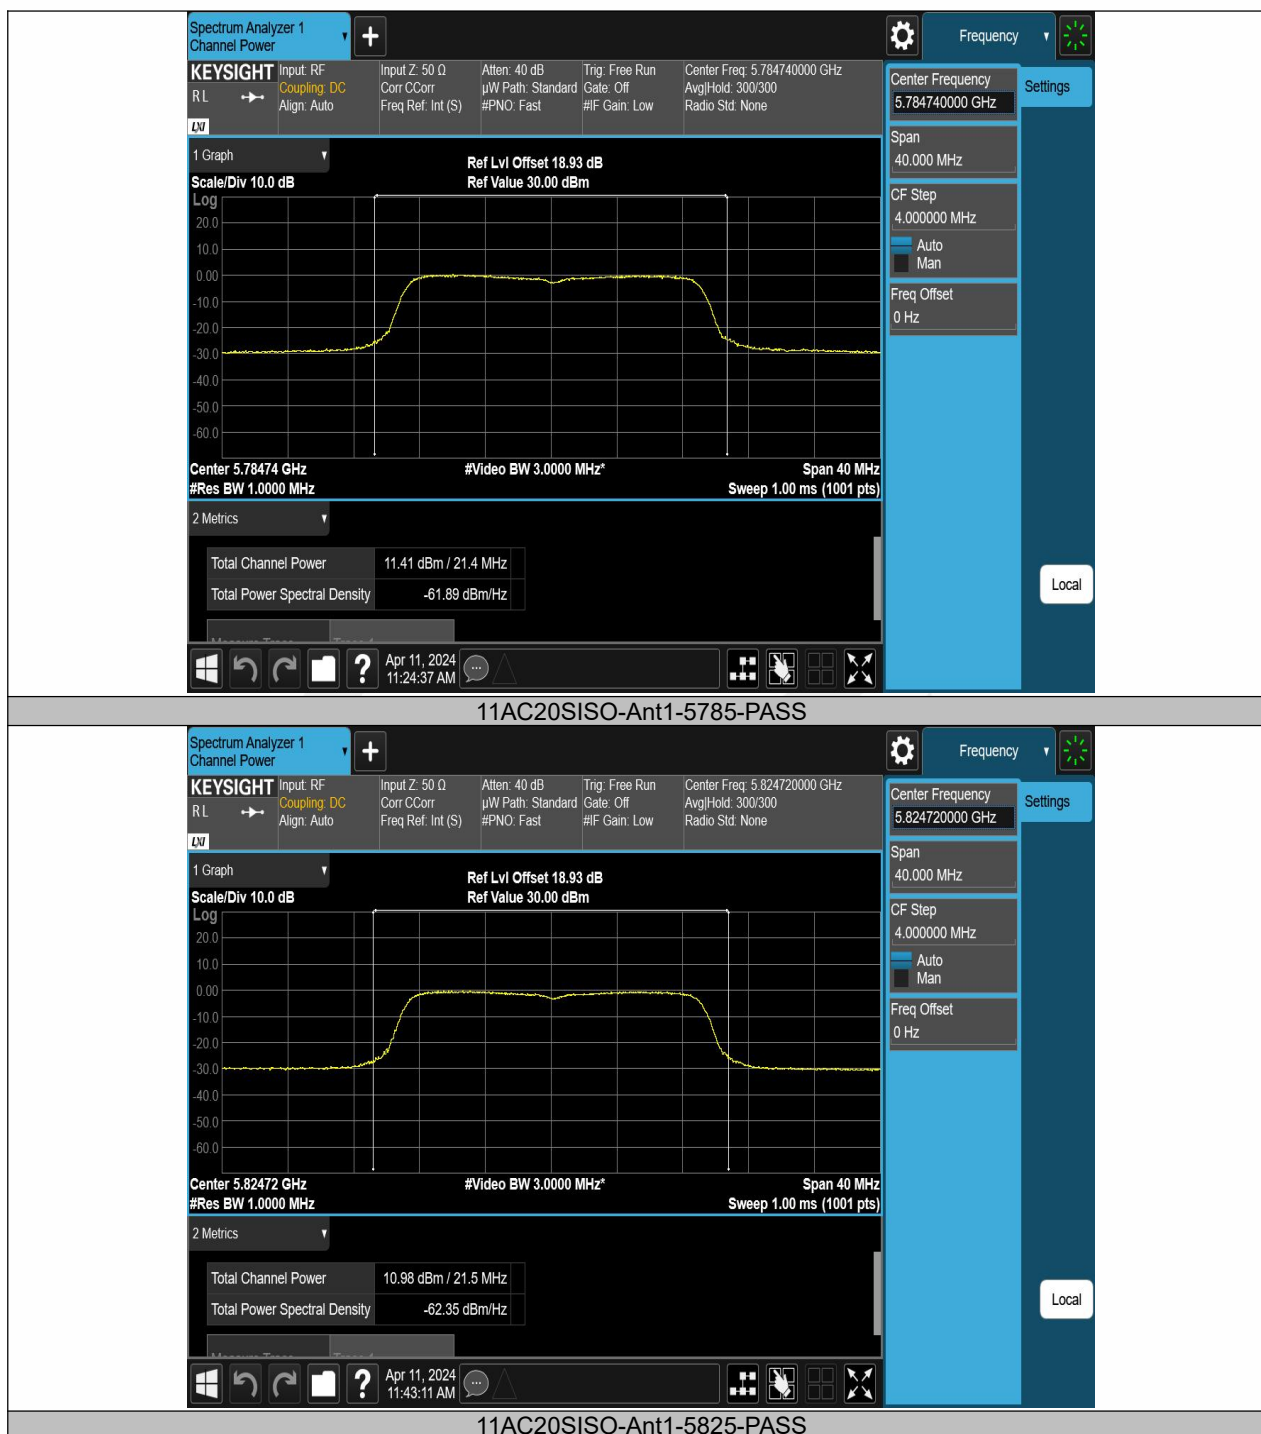 Spectrum Analyzer 1
Channel Power
+
Frequency
KEYSIGHT
Input: RF
Coupling: DC
Align: Auto
Input Z: 50 Ω
Corr CCorr
Freq Ref: Int (S)
Atten: 40 dB
µW Path: Standard
#PNO: Fast
Trig: Free Run
Gate: Off
#IF Gain: Low
Center Freq: 5.784740000 GHz
Avg|Hold: 300/300
Radio Std: None
RL
LXI
Center Frequency
5.784740000 GHz
Settings
Span
40.000 MHz
CF Step
4.000000 MHz
Auto
Man
Freq Offset
0 Hz
1 Graph
Ref Lvl Offset 18.93 dB
Scale/Div 10.0 dB
Ref Value 30.00 dBm
Log
20.0
10.0
0.00
-10.0
-20.0
-30.0
-40.0
-50.0
-60.0
Center 5.78474 GHz
#Video BW 3.0000 MHz*
Span 40 MHz
#Res BW 1.0000 MHz
Sweep 1.00 ms (1001 pts)
2 Metrics
Total Channel Power 11.41 dBm / 21.4 MHz
Total Power Spectral Density -61.89 dBm/Hz
Local
?
Apr 11, 2024
11:24:37 AM
11AC20SISO-Ant1-5785-PASS
Spectrum Analyzer 1
Channel Power
+
Frequency
KEYSIGHT
Input: RF
Coupling: DC
Align: Auto
Input Z: 50 Ω
Corr CCorr
Freq Ref: Int (S)
Atten: 40 dB
µW Path: Standard
#PNO: Fast
Trig: Free Run
Gate: Off
#IF Gain: Low
Center Freq: 5.824720000 GHz
Avg|Hold: 300/300
Radio Std: None
RL
LXI
Center Frequency
5.824720000 GHz
Settings
Span
40.000 MHz
CF Step
4.000000 MHz
Auto
Man
Freq Offset
0 Hz
1 Graph
Ref Lvl Offset 18.93 dB
Scale/Div 10.0 dB
Ref Value 30.00 dBm
Log
20.0
10.0
0.00
-10.0
-20.0
-30.0
-40.0
-50.0
-60.0
Center 5.82472 GHz
#Video BW 3.0000 MHz*
Span 40 MHz
#Res BW 1.0000 MHz
Sweep 1.00 ms (1001 pts)
2 Metrics
Total Channel Power 10.98 dBm / 21.5 MHz
Total Power Spectral Density -62.35 dBm/Hz
Local
?
Apr 11, 2024
11:43:11 AM
11AC20SISO-Ant1-5825-PASS